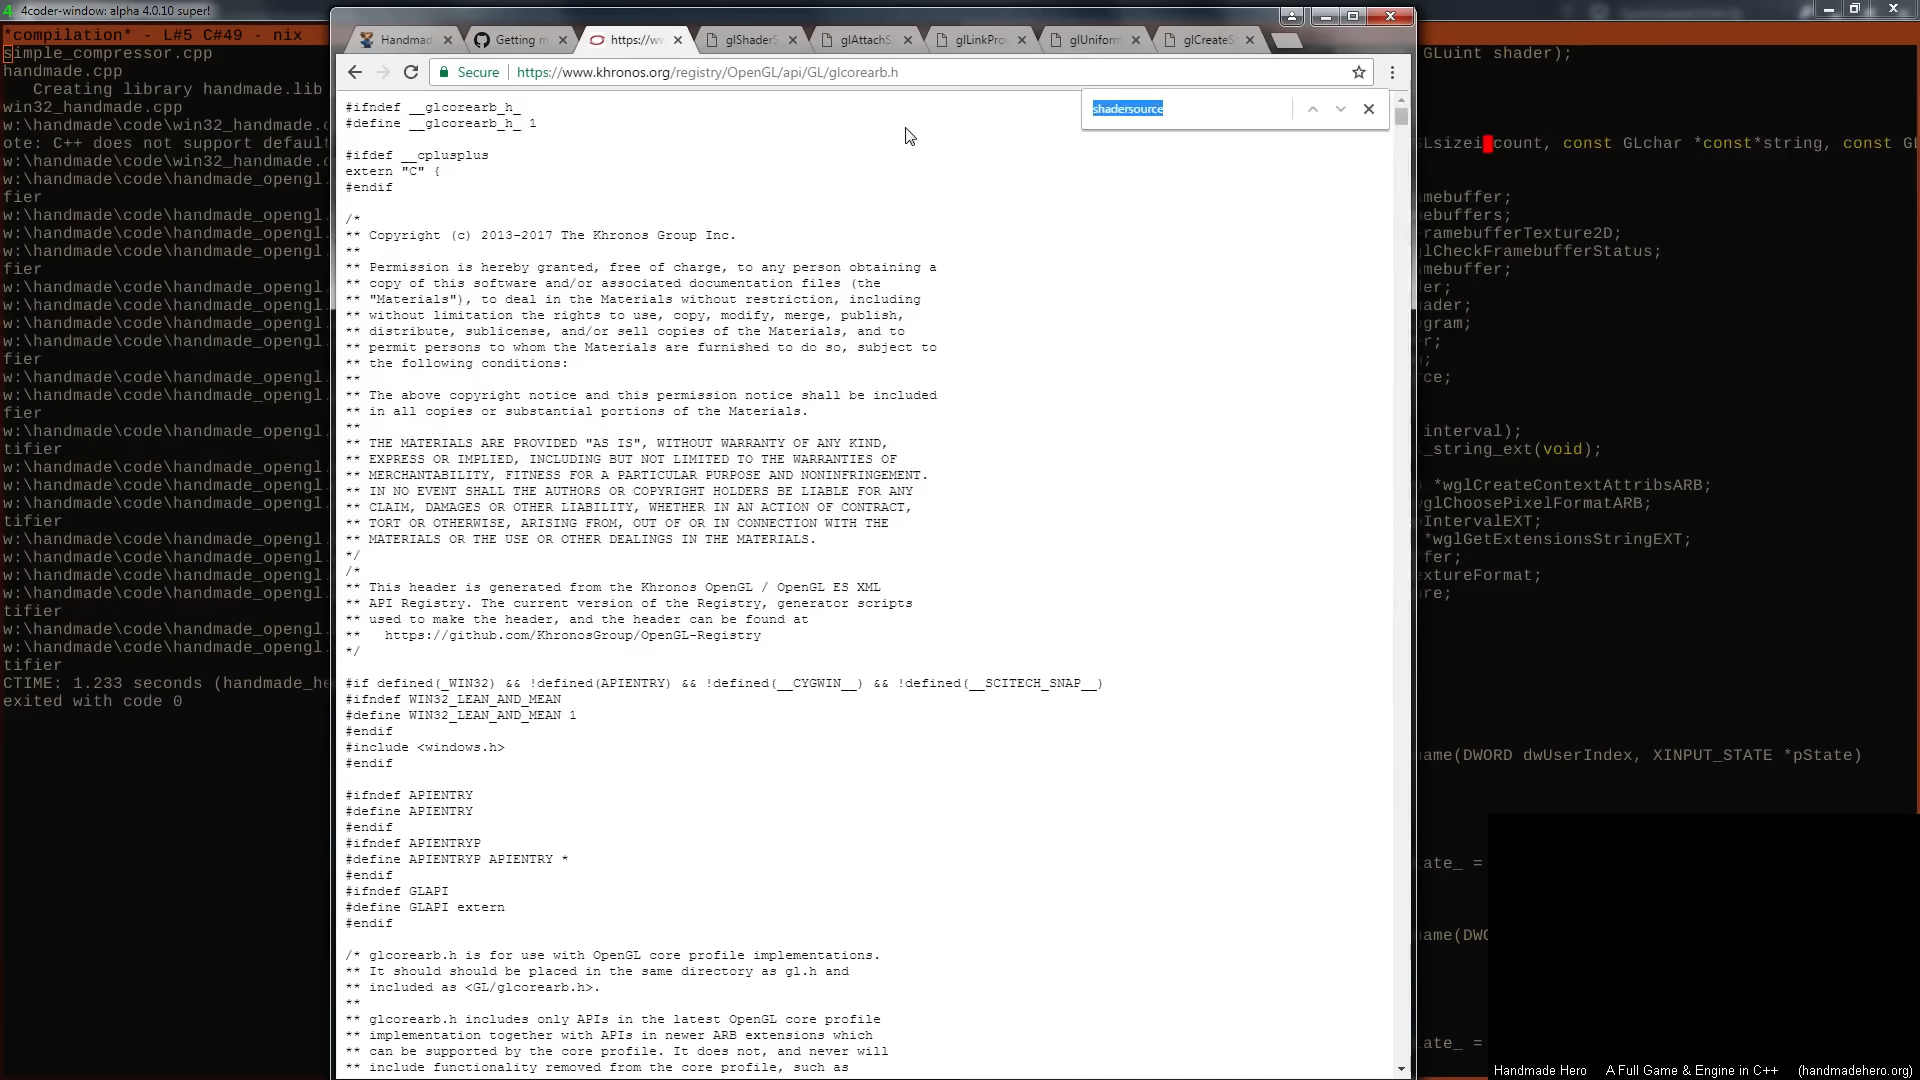 4coder-window: alpha 4.0.10 super!
*compilation* - L#5 C#49 - nix
simple_compressor.cpp
handmade.cpp
Creating library handmade.lib
win32_handmade.cpp
w:\handmade\code\win32_handmade.c
ote: C++ does not support default
w:\handmade\code\win32_handmade.c
w:\handmade\code\handmade_opengl.
fier
w:\handmade\code\handmade_opengl.
w:\handmade\code\handmade_opengl.
w:\handmade\code\handmade_opengl.
fier
w:\handmade\code\handmade_opengl.
w:\handmade\code\handmade_opengl.
w:\handmade\code\handmade_opengl.
w:\handmade\code\handmade_opengl.
fier
w:\handmade\code\handmade_opengl.
w:\handmade\code\handmade_opengl.
fier
w:\handmade\code\handmade_opengl.
tifier
w:\handmade\code\handmade_opengl.
w:\handmade\code\handmade_opengl.
w:\handmade\code\handmade_opengl.
tifier
w:\handmade\code\handmade_opengl.
w:\handmade\code\handmade_opengl.
w:\handmade\code\handmade_opengl.
w:\handmade\code\handmade_opengl.
tifier
w:\handmade\code\handmade_opengl.
w:\handmade\code\handmade_opengl.
tifier
CTIME: 1.233 seconds (handmade_he
exited with code 0
Handmad
Getting m
https://ww
glShaderS
glAttachS
glLinkPro
glUniform
glCreateS
Secure
https://www.khronos.org/registry/OpenGL/api/GL/glcorearb.h
shadersource
#ifndef __glcorearb_h_
#define __glcorearb_h_ 1
#ifdef __cplusplus
extern "C" {
#endif
/*
** Copyright (c) 2013-2017 The Khronos Group Inc.
**
** Permission is hereby granted, free of charge, to any person obtaining a
** copy of this software and/or associated documentation files (the
** "Materials"), to deal in the Materials without restriction, including
** without limitation the rights to use, copy, modify, merge, publish,
** distribute, sublicense, and/or sell copies of the Materials, and to
** permit persons to whom the Materials are furnished to do so, subject to
** the following conditions:
**
** The above copyright notice and this permission notice shall be included
** in all copies or substantial portions of the Materials.
**
** THE MATERIALS ARE PROVIDED "AS IS", WITHOUT WARRANTY OF ANY KIND,
** EXPRESS OR IMPLIED, INCLUDING BUT NOT LIMITED TO THE WARRANTIES OF
** MERCHANTABILITY, FITNESS FOR A PARTICULAR PURPOSE AND NONINFRINGEMENT.
** IN NO EVENT SHALL THE AUTHORS OR COPYRIGHT HOLDERS BE LIABLE FOR ANY
** CLAIM, DAMAGES OR OTHER LIABILITY, WHETHER IN AN ACTION OF CONTRACT,
** TORT OR OTHERWISE, ARISING FROM, OUT OF OR IN CONNECTION WITH THE
** MATERIALS OR THE USE OR OTHER DEALINGS IN THE MATERIALS.
*/
/*
** This header is generated from the Khronos OpenGL / OpenGL ES XML
** API Registry. The current version of the Registry, generator scripts
** used to make the header, and the header can be found at
** https://github.com/KhronosGroup/OpenGL-Registry
*/
#if defined(_WIN32) && !defined(APIENTRY) && !defined(__CYGWIN__) && !defined(__SCITECH_SNAP__)
#ifndef WIN32_LEAN_AND_MEAN
#define WIN32_LEAN_AND_MEAN 1
#endif
#include <windows.h>
#endif
#ifndef APIENTRY
#define APIENTRY
#endif
#ifndef APIENTRYP
#define APIENTRYP APIENTRY *
#endif
#ifndef GLAPI
#define GLAPI extern
#endif
/* glcorearb.h is for use with OpenGL core profile implementations.
** It should should be placed in the same directory as gl.h and
** included as <GL/glcorearb.h>.
**
** glcorearb.h includes only APIs in the latest OpenGL core profile
** implementation together with APIs in newer ARB extensions which
** can be supported by the core profile. It does not, and never will
** include functionality removed from the core profile, such as
GLuint shader);
GLsizei count, const GLchar *const*string, const GL
mebuffer;
ebuffers;
ramebufferTexture2D;
glCheckFramebufferStatus;
mebuffer;
er;
ader;
ogram;
r;
;
ce;
interval);
_string_ext(void);
*wglCreateContextAttribsARB;
glChoosePixelFormatARB;
IntervalEXT;
*wglGetExtensionsStringEXT;
fer;
xtureFormat;
re;
ame(DWORD dwUserIndex, XINPUT_STATE *pState)
ate_ =
ame(DWO
ate_ =
Handmade Hero A Full Game & Engine in C++ (handmadehero.org)